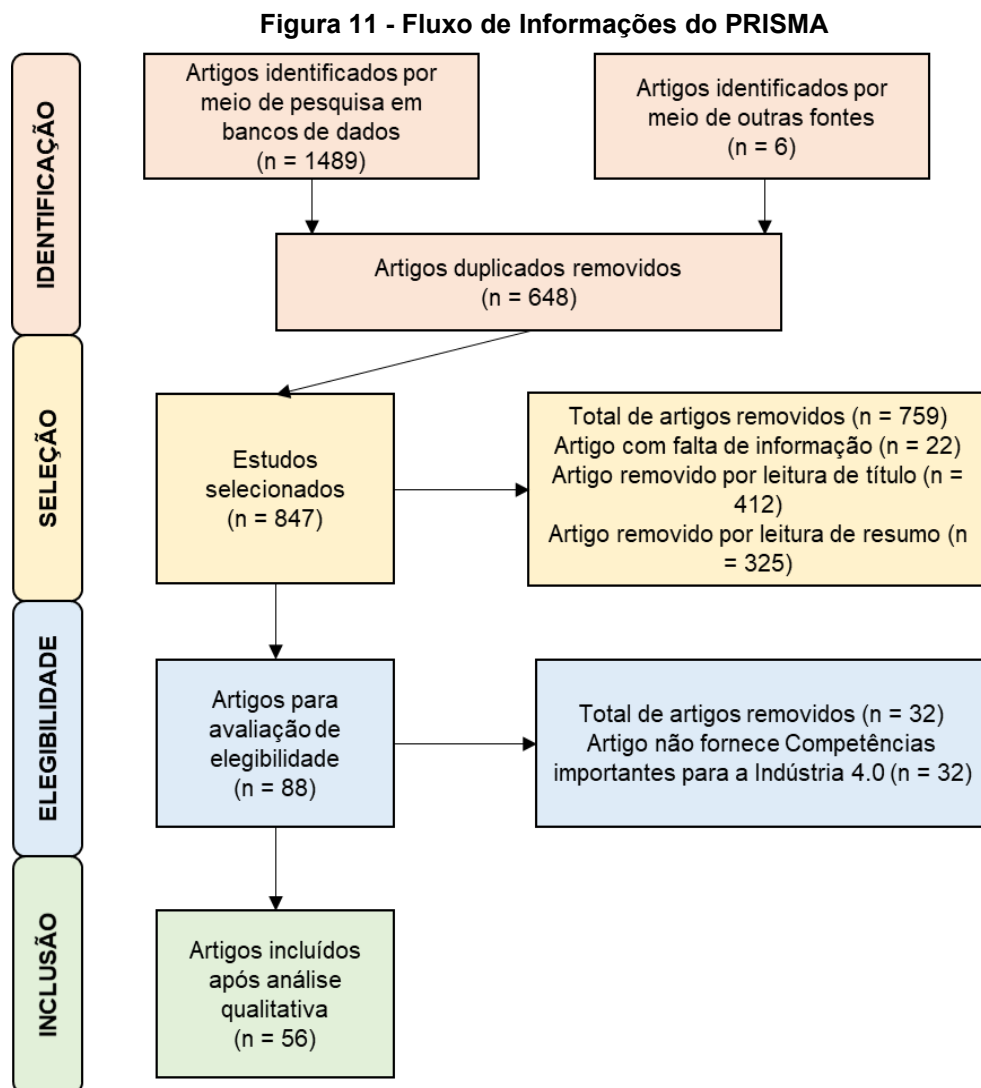 Figura 11 - Fluxo de Informações do PRISMA
IDENTIFICAÇÃO
Artigos identificados por
meio de pesquisa em
bancos de dados
(n = 1489)
Artigos identificados por
meio de outras fontes
(n = 6)
Artigos duplicados removidos
(n = 648)
SELEÇÃO
Estudos
selecionados
(n = 847)
Total de artigos removidos (n = 759)
Artigo com falta de informação (n = 22)
Artigo removido por leitura de título (n =
412)
Artigo removido por leitura de resumo (n
= 325)
ELEGIBILIDADE
Artigos para
avaliação de
elegibilidade
(n = 88)
Total de artigos removidos (n = 32)
Artigo não fornece Competências
importantes para a Indústria 4.0 (n = 32)
INCLUSÃO
Artigos incluídos
após análise
qualitativa
(n = 56)